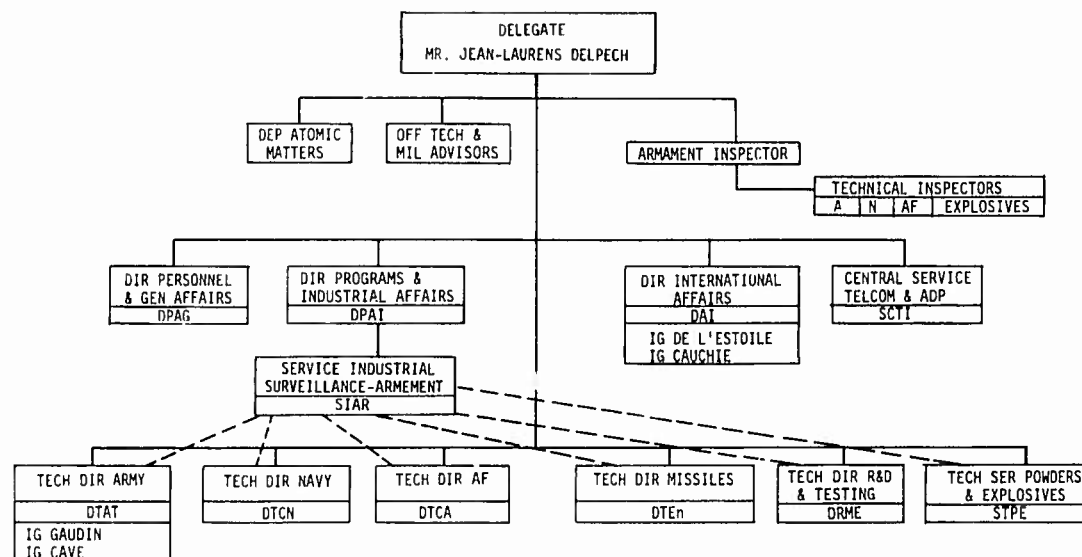 DELEGATE
MR. JEAN-LAURENS DELPECH
DEP ATOMIC
MATTERS
OFF TECH &
MIL ADVISORS
ARMAMENT INSPECTOR
TECHNICAL INSPECTORS
A N AF EXPLOSIVES
DIR PERSONNEL
& GEN AFFAIRS
DPAG
DIR PROGRAMS &
INDUSTRIAL AFFAIRS
DPAI
DIR INTERNATIONAL
AFFAIRS
DAI
IG DE L'ESTOILE
IG CAUCHIE
CENTRAL SERVICE
TELCOM & ADP
SCTI
SERVICE INDUSTRIAL
SURVEILLANCE-ARMEMENT
SIAR
TECH DIR ARMY
DTAT
IG GAUDIN
IG CAVE
TECH DIR NAVY
DTCN
TECH DIR AF
DTCA
TECH DIR MISSILES
DTEn
TECH DIR R&D
& TESTING
DRME
TECH SER POWDERS
& EXPLOSIVES
STPE